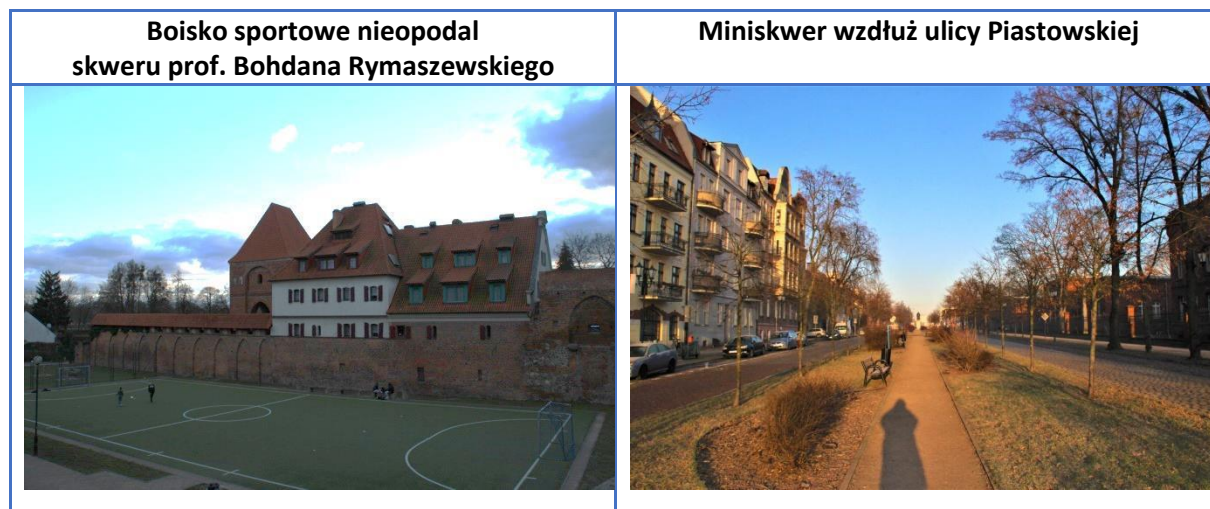 Boisko sportowe nieopodal
skweru prof. Bohdana Rymaszewskiego
Miniskwer wzdłuż ulicy Piastowskiej